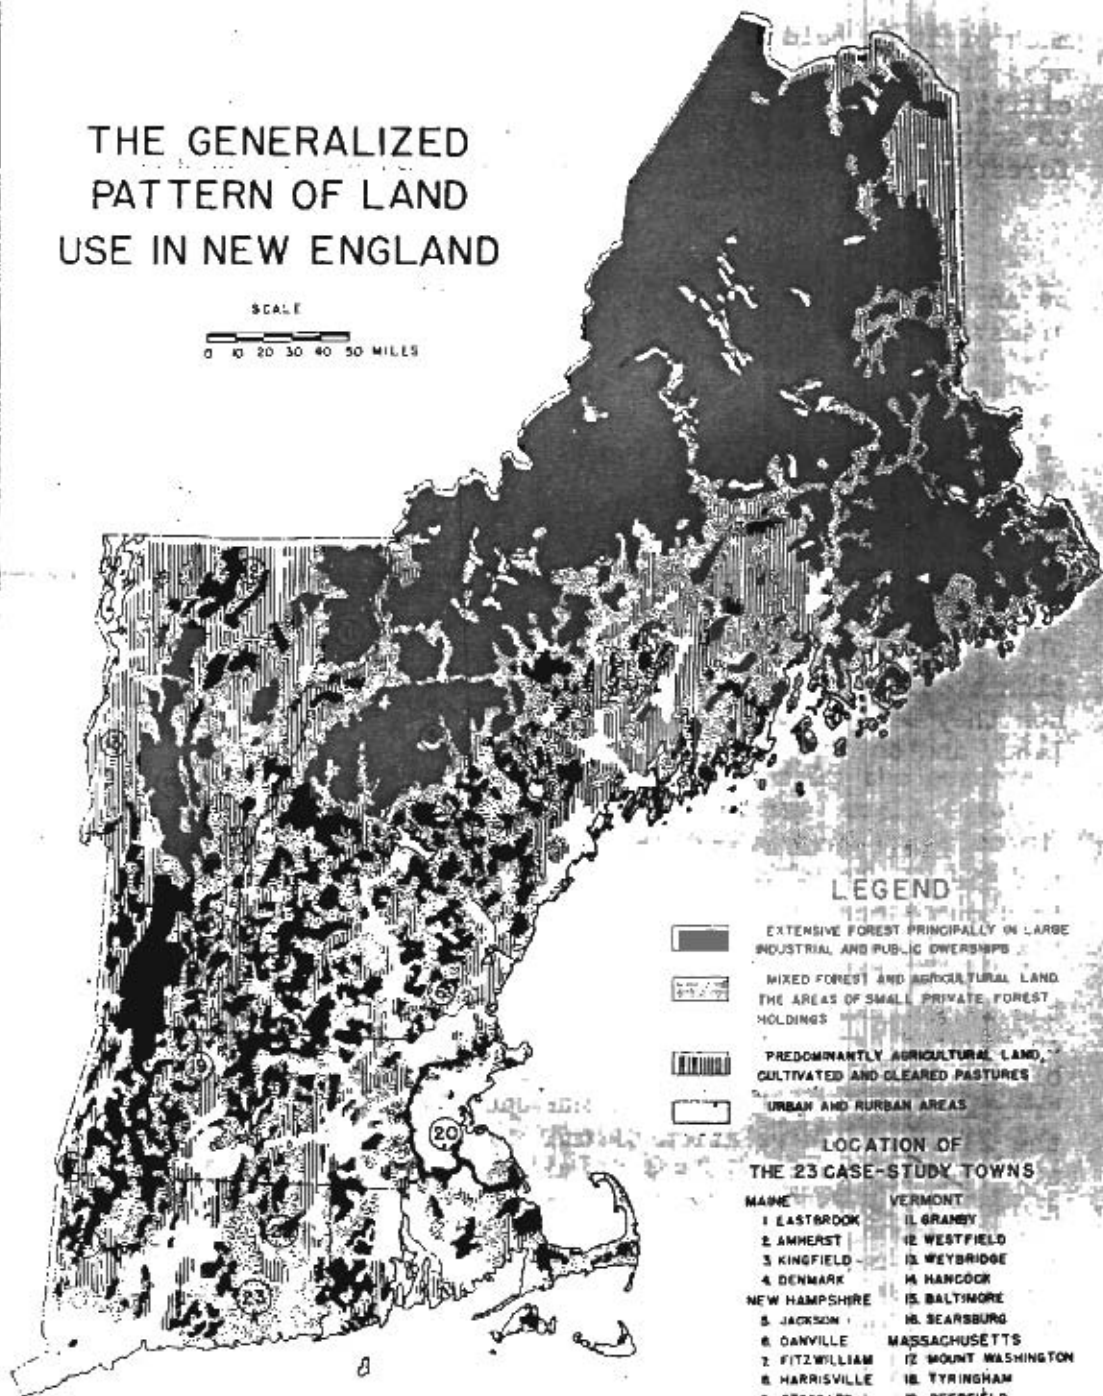 THE GENERALIZED
PATTERN OF LAND
USE IN NEW ENGLAND
SCALE
0 10 20 30 40 50 MILES
20
23
LEGEND
EXTENSIVE FOREST PRINCIPALLY IN LARGE
INDUSTRIAL AND PUBLIC OWERSHIPS
MIXED FOREST AND AGRICULTURAL LAND
THE AREAS OF SMALL PRIVATE FOREST
HOLDINGS
PREDOMINANTLY AGRICULTURAL LAND,
CULTIVATED AND CLEARED PASTURES
URBAN AND RURBAN AREAS
LOCATION OF
THE 23 CASE-STUDY TOWNS
MAINE
1 EASTBROOK
2 AMHERST
3 KINGFIELD
4 DENMARK
NEW HAMPSHIRE
5 JACKSON
6 DANVILLE
7 FITZWILLIAM
8 HARRISVILLE
VERMONT
11 GRANBY
12 WESTFIELD
13 WEYBRIDGE
14 HANCOCK
15 BALTIMORE
16 SEARSBURG
MASSACHUSETTS
17 MOUNT WASHINGTON
18 TYRINGHAM